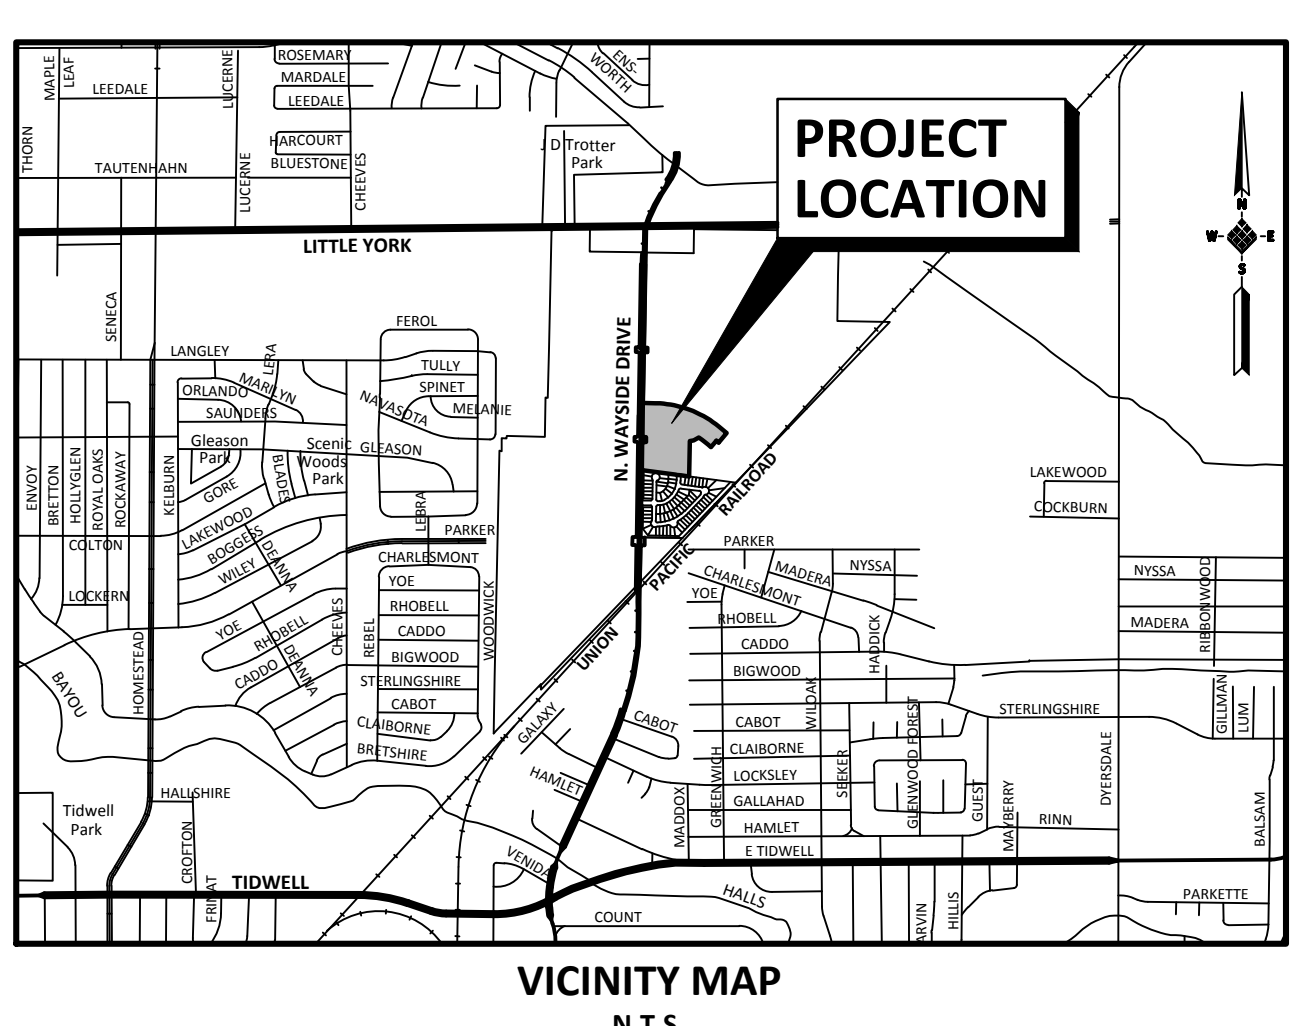 ROSEMARY
ENS-
WORTH
MAPLE
LEAF
LUCERNE
MARDALE
LEEDALE
LEEDALE
PROJECT
LOCATION
THORN
HARCOURT
J D Trotter
Park
TAUTENHAHN
LUCERNE
BLUESTONE
CHEEVES
N
W
E
S
LITTLE YORK
SENECA
FEROL
N. WAYSIDE DRIVE
LANGLEY
LERA
TULLY
ORLANDO
MARILYN
SPINET
NAVASOTA
MELANIE
SAUNDERS
Gleason
Park
Scenic
Woods
Park
GLEASON
ENVOY
BRETTON
HOLLYGLEN
ROYAL OAKS
ROCKAWAY
KELBURN
BLADES
GORE
LEBRA
RAILROAD
LAKEWOOD
COCKBURN
LAKEWOOD
BOGGESS
PARKER
PARKER
COLTON
WILEY
DEANNA
CHARLESMONT
PACIFIC
CHARLESMONT
MADERA
NYSSA
NYSSA
RIBBONWOOD
LOCKERN
YOE
YOE
RHOBELL
CHEEVES
REBEL
WOODWICK
RHOBELL
MADERA
YOE
RHOBELL
CADDO
UNION
CADDO
HADDICK
HOMESTEAD
DEANNA
BIGWOOD
BIGWOOD
BAYOU
CADDO
STERLINGSHIRE
WILOAK
GILLMAN
LUM
CABOT
GALAXY
CABOT
CABOT
GLENWOOD FOREST
STERLINGSHIRE
CLAIBORNE
BRETSHIRE
CLAIBORNE
DYERSDALE
HAMLET
GREENWICH
LOCKSLEY
SEEKER
HALLSHIRE
Tidwell
Park
MADDOX
GALLAHAD
GUEST
MAYBERRY
BALSAM
HAMLET
RINN
CROFTON
VENIDA
E TIDWELL
TIDWELL
FRIMAT
HALLS
PARKETTE
COUNT
ARVIN
HILLIS
VICINITY MAP
N.T.S.